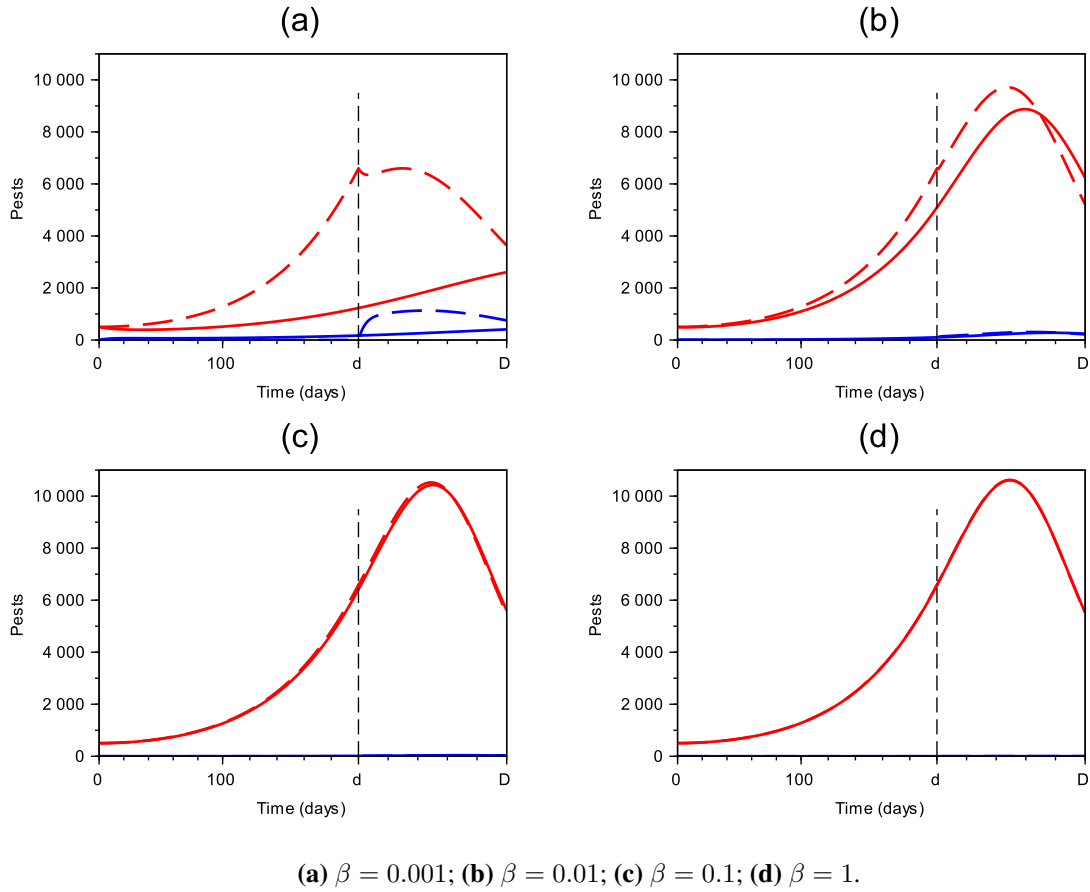 (a)
10 000
8 000
6 000
4 000
2 000
0
Pests
0 100 d D
Time (days)
(b)
10 000
8 000
6 000
4 000
2 000
0
Pests
0 100 d D
Time (days)
(c)
10 000
8 000
6 000
4 000
2 000
0
Pests
0 100 d D
Time (days)
(d)
10 000
8 000
6 000
4 000
2 000
0
Pests
0 100 d D
Time (days)
(a) β = 0.001; (b) β = 0.01; (c) β = 0.1; (d) β = 1.